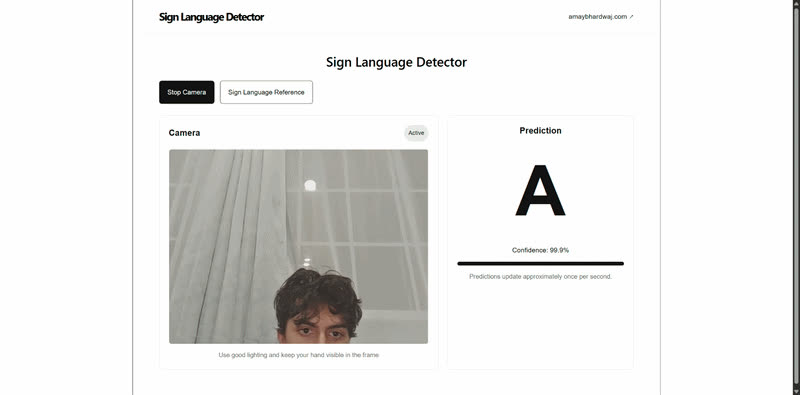 Sign Language Detector
amaybhardwaj.com ↗
Sign Language Detector
Stop Camera
Sign Language Reference
Camera
Active
Use good lighting and keep your hand visible in the frame
Prediction
A
Confidence: 99.9%
Predictions update approximately once per second.